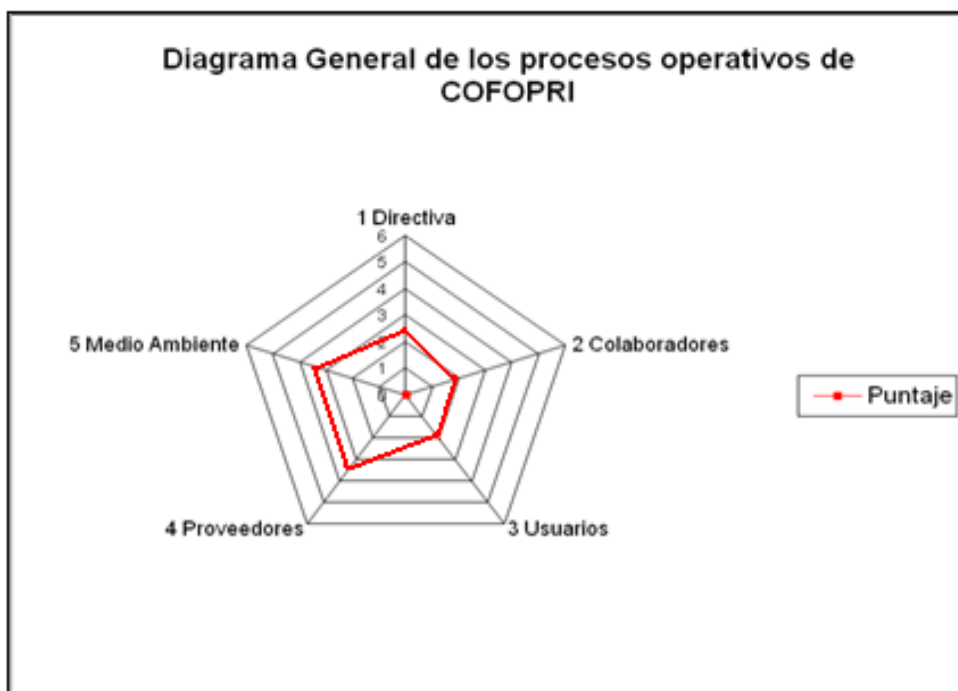 Diagrama General de los procesos operativos de
COFOPRI
1 Directiva
6
5
4
3
2
1
0
5 Medio Ambiente
2 Colaboradores
Puntaje
4 Proveedores
3 Usuarios